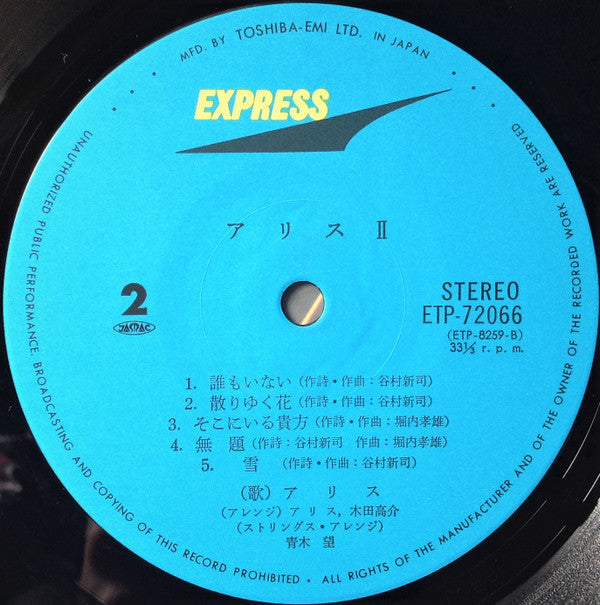 MFD. BY TOSHIBA-EMI LTD. IN JAPAN
EXPRESS
アリスⅡ
2
JASRAC
STEREO
ETP-72066
(ETP-8259-B)
33⅓ r. p. m.
1. 誰もいない (作詩・作曲：谷村新司)
2. 散りゆく花 (作詩・作曲：谷村新司)
3. そこにいる貴方 (作詩・作曲：堀内孝雄)
4. 無題 (作詩：谷村新司 作曲：堀内孝雄)
5. 雪 (作詩・作曲：谷村新司)
(歌) アリス
(アレンジ) アリス, 木田高介
(ストリングス・アレンジ)
青木 望
UNAUTHORIZED PUBLIC PERFORMANCE, BROADCASTING AND COPYING OF THIS RECORD PROHIBITED • ALL RIGHTS OF THE MANUFACTURER AND OF THE OWNER OF THE RECORDED WORK ARE RESERVED